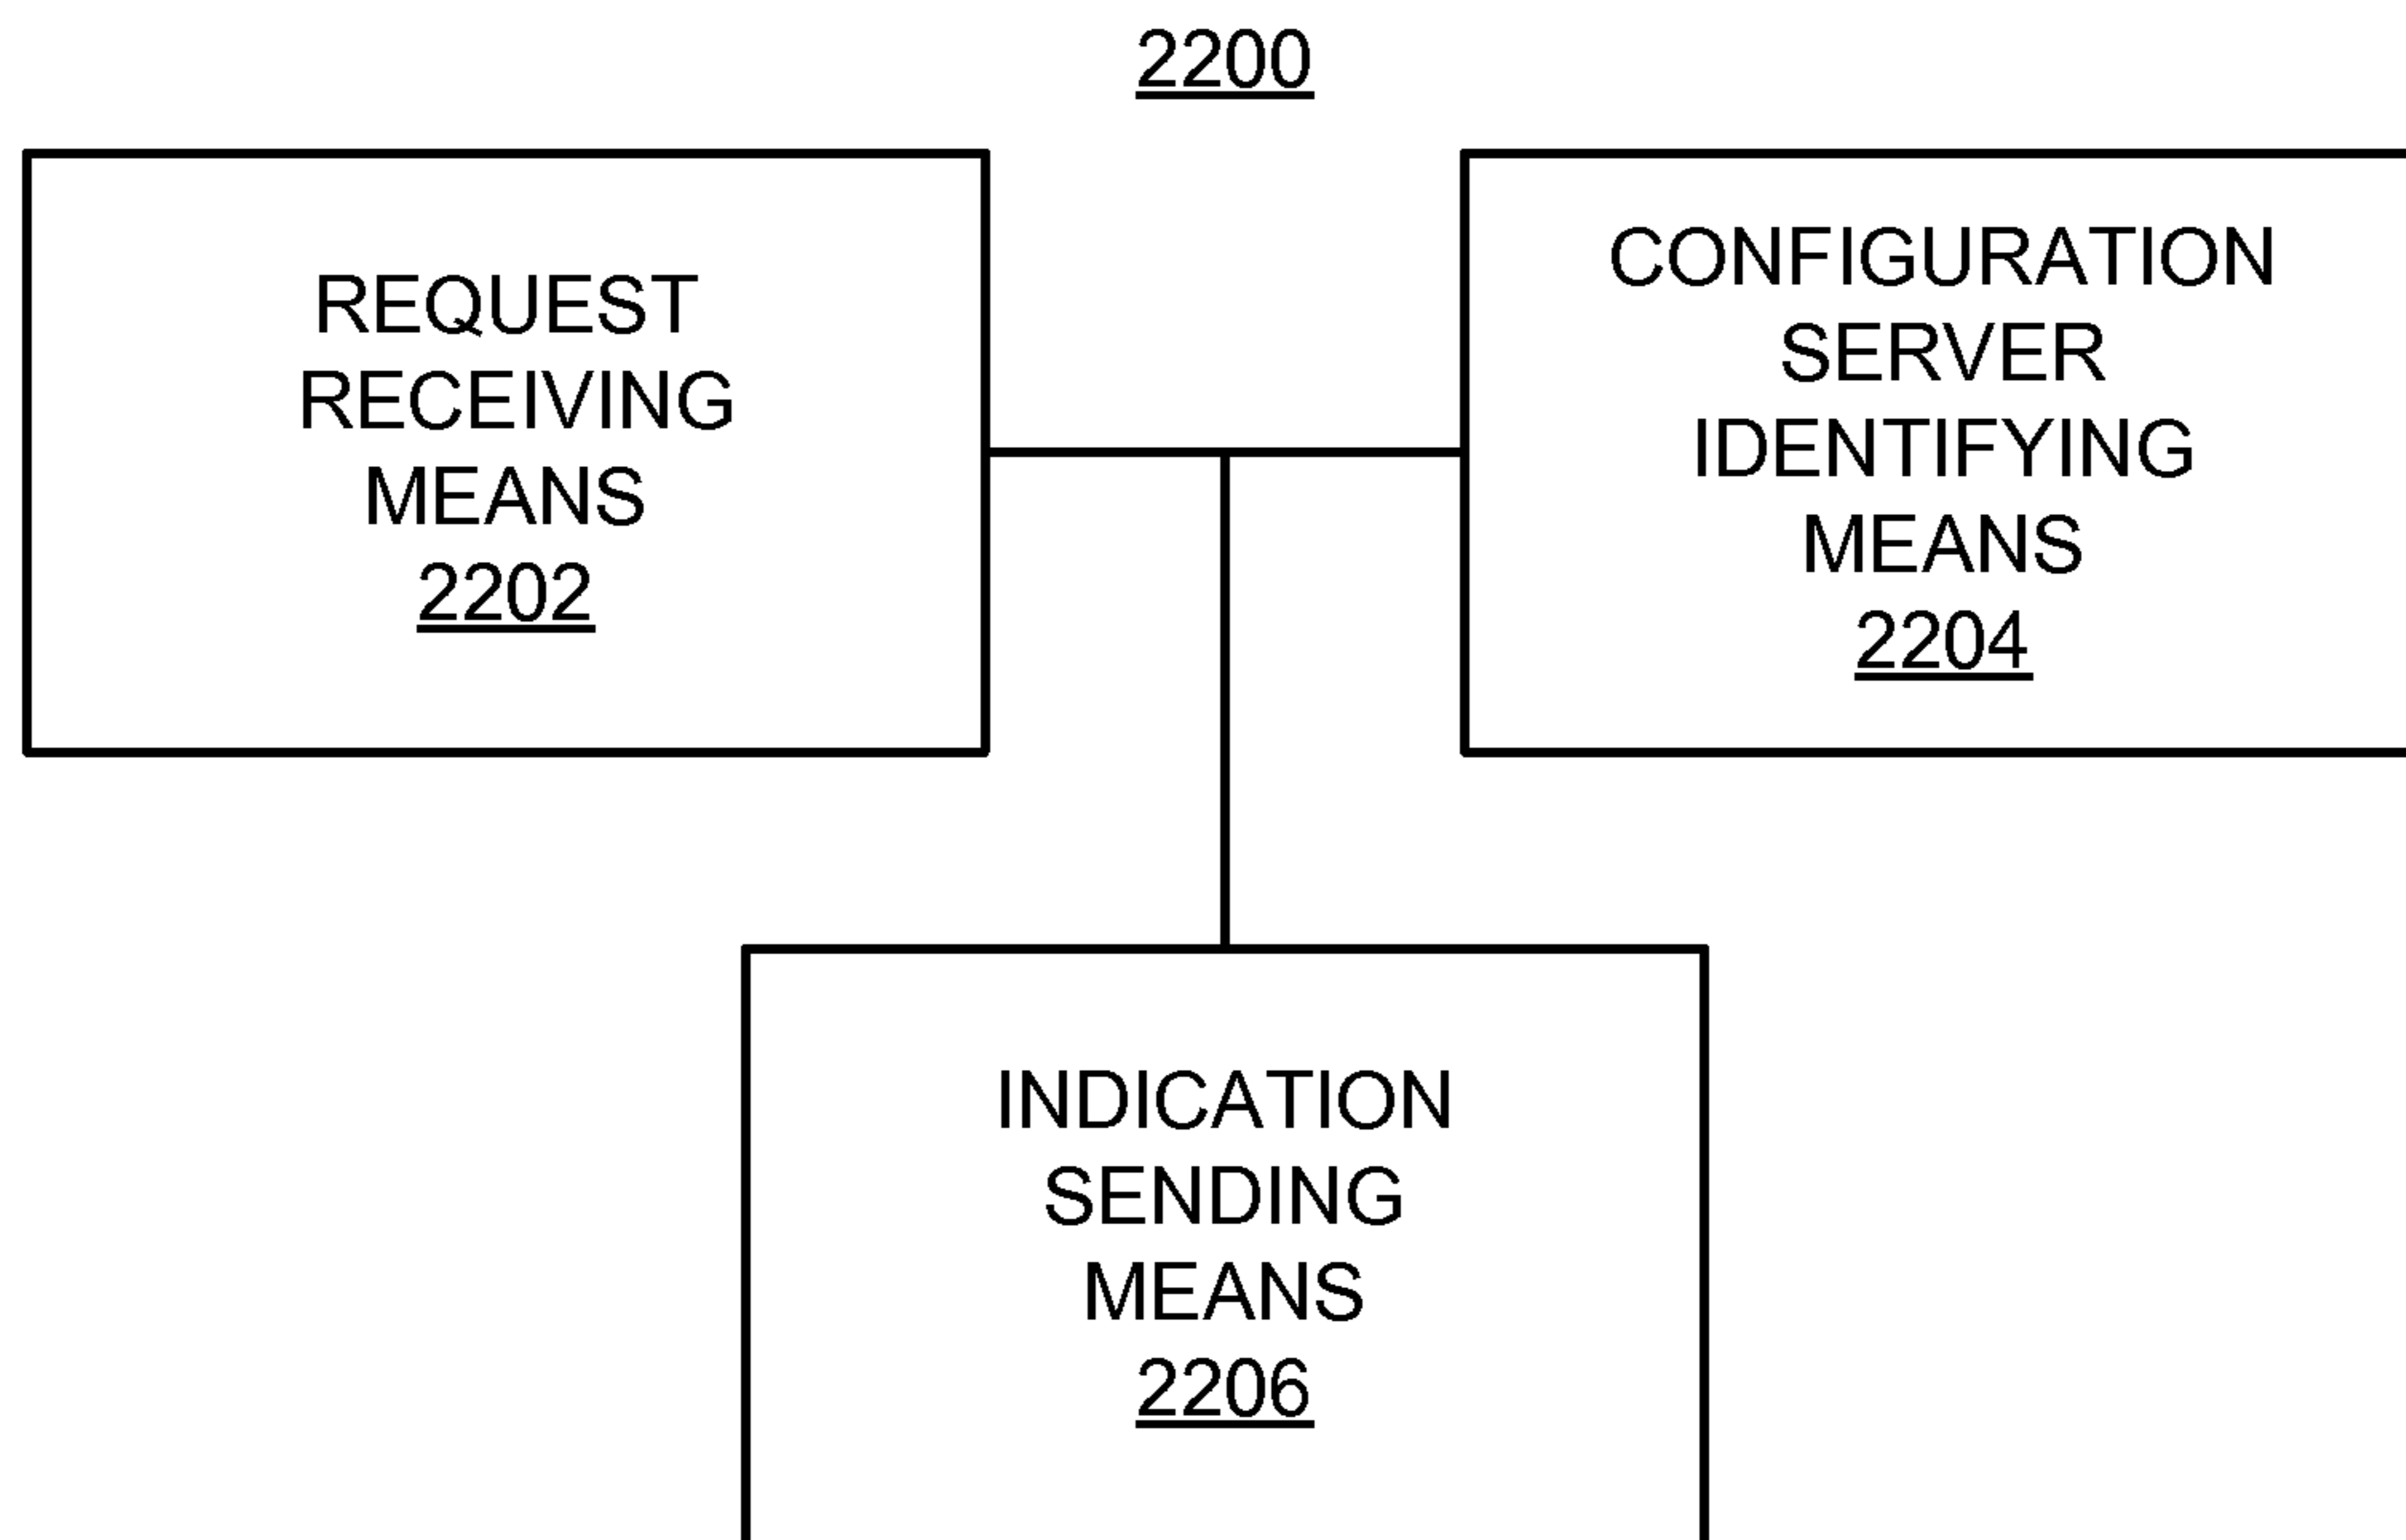 2200
REQUEST
RECEIVING
MEANS
2202
CONFIGURATION
SERVER
IDENTIFYING
MEANS
2204
INDICATION
SENDING
MEANS
2206